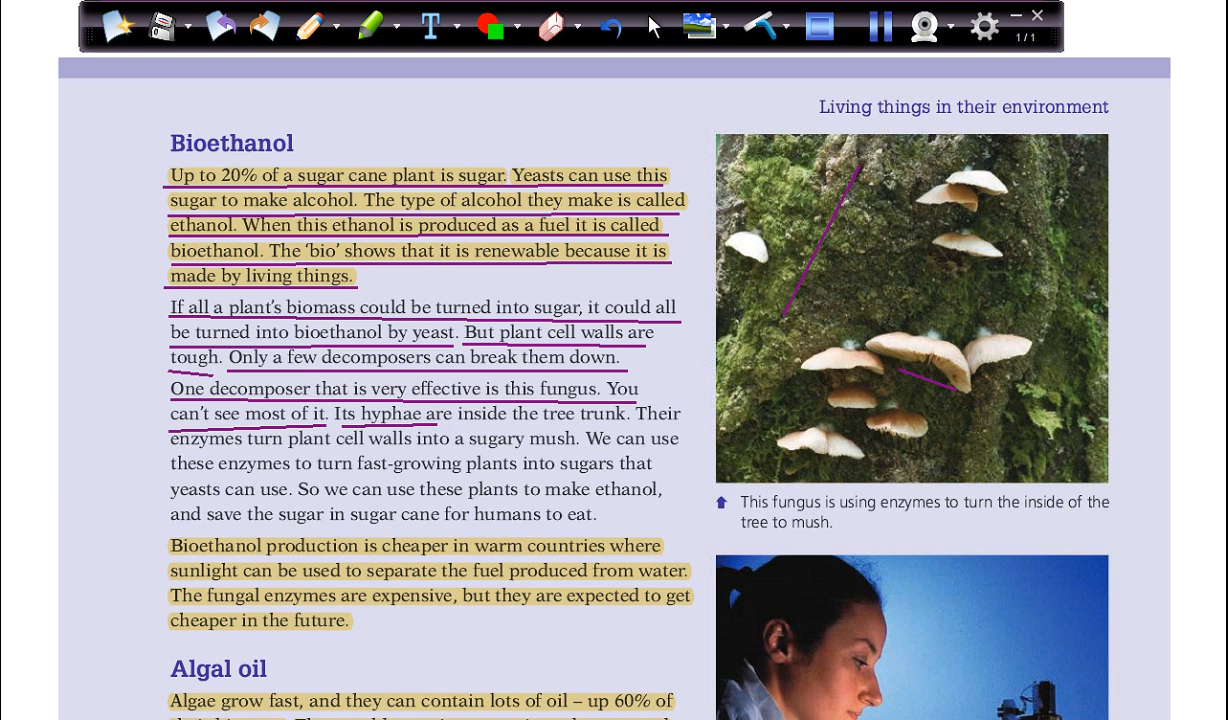 1/1
Living things in their environment
Bioethanol
Up to 20% of a sugar cane plant is sugar. Yeasts can use this
sugar to make alcohol. The type of alcohol they make is called
ethanol. When this ethanol is produced as a fuel it is called
bioethanol. The ‘bio’ shows that it is renewable because it is
made by living things.
If all a plant’s biomass could be turned into sugar, it could all
be turned into bioethanol by yeast. But plant cell walls are
tough. Only a few decomposers can break them down.
One decomposer that is very effective is this fungus. You
can’t see most of it. Its hyphae are inside the tree trunk. Their
enzymes turn plant cell walls into a sugary mush. We can use
these enzymes to turn fast-growing plants into sugars that
yeasts can use. So we can use these plants to make ethanol,
and save the sugar in sugar cane for humans to eat.
Bioethanol production is cheaper in warm countries where
sunlight can be used to separate the fuel produced from water.
The fungal enzymes are expensive, but they are expected to get
cheaper in the future.
Algal oil
Algae grow fast, and they can contain lots of oil – up 60% of
This fungus is using enzymes to turn the inside of the
tree to mush.